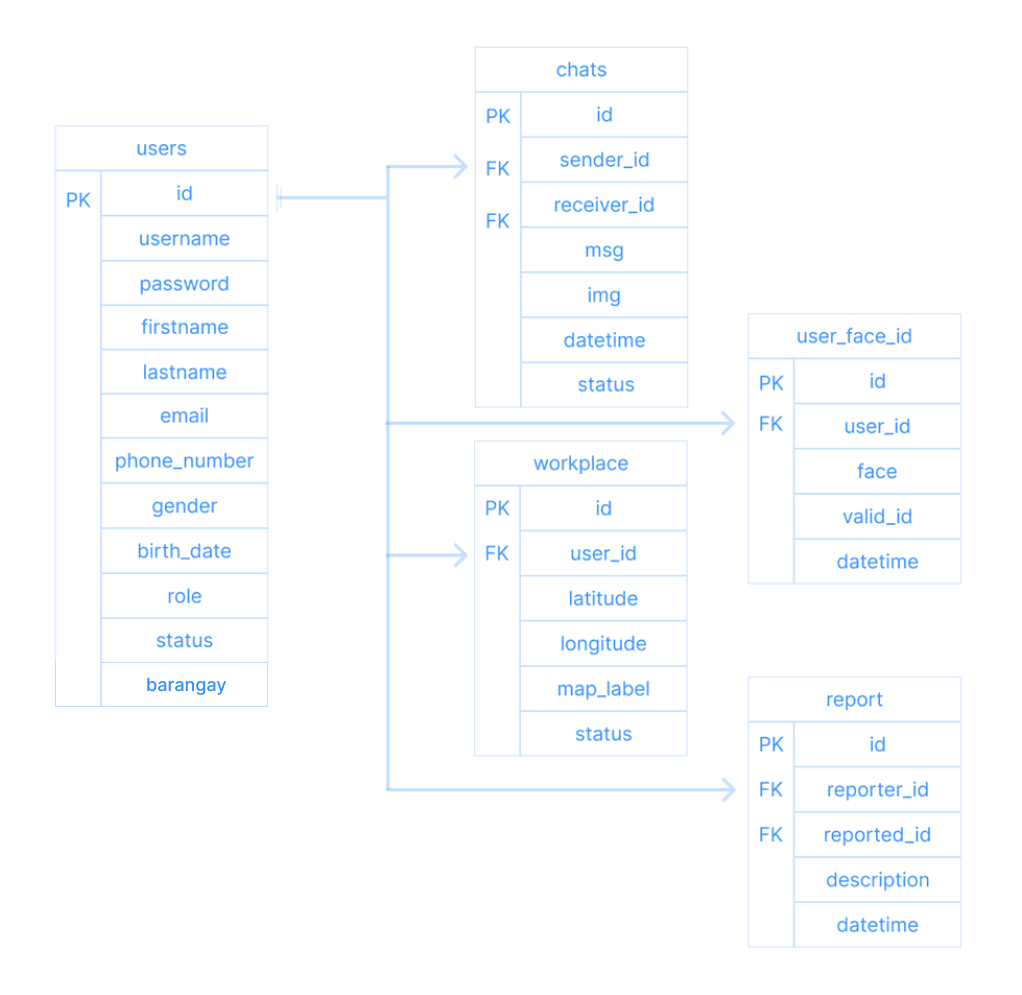 users
PK id
username
password
firstname
lastname
email
phone_number
gender
birth_date
role
status
barangay
chats
PK id
FK sender_id
FK receiver_id
msg
img
datetime
status
workplace
PK id
FK user_id
latitude
longitude
map_label
status
user_face_id
PK id
FK user_id
face
valid_id
datetime
report
PK id
FK reporter_id
FK reported_id
description
datetime